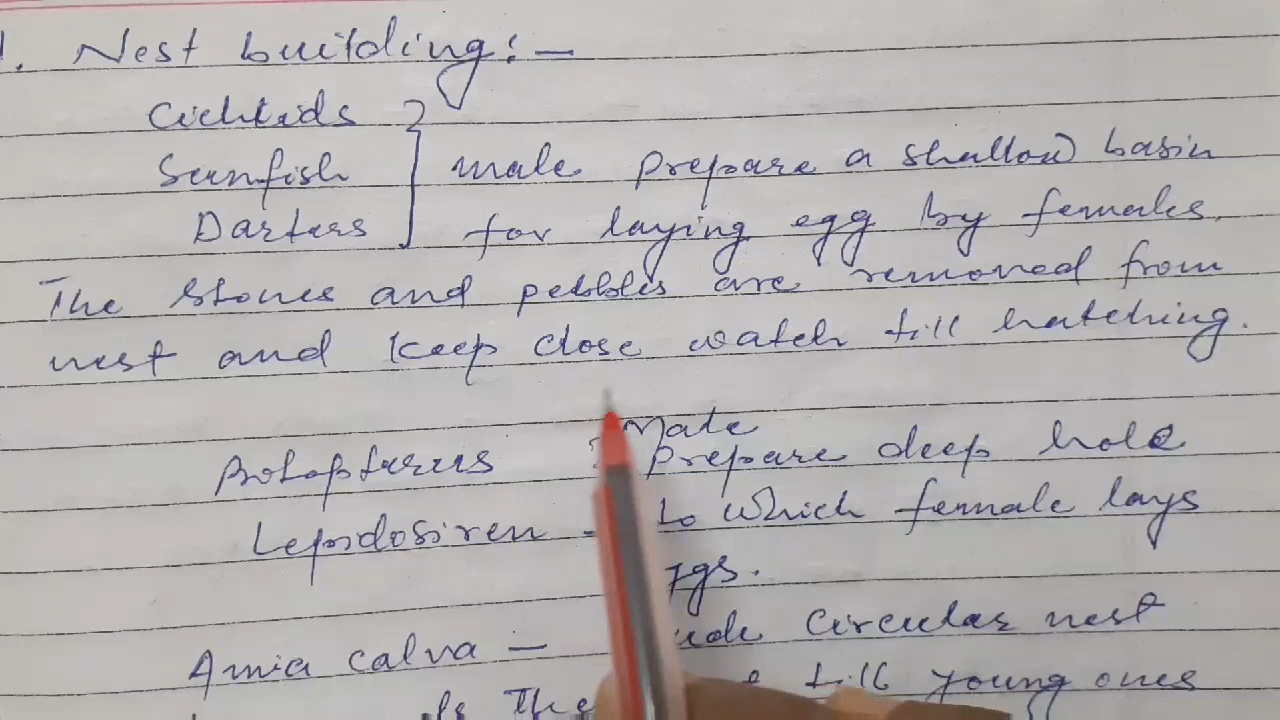 1. Nest building:-
Cichlids
Sunfish
Darters
male prepare a shallow basin
for laying egg by females.
The stones and pebbles are removed from
nest and keep close watch till hatching.
Protopterus
Lepidosiren
Male
prepare deep hole
to which female lays
ggs.
Amia calva - circular nest
The till young ones